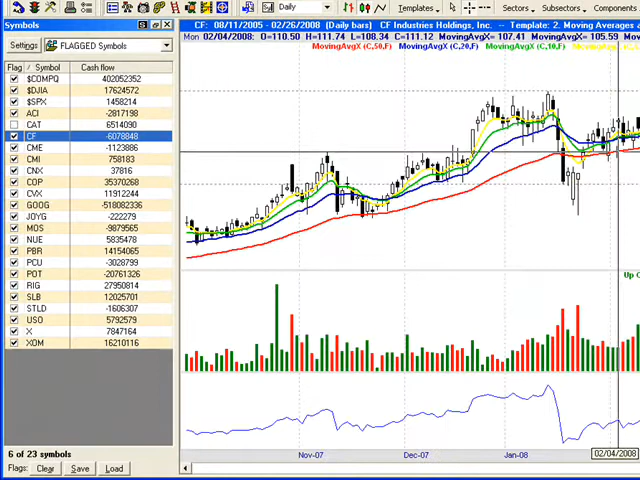 Daily
Templates
Sectors
Subsectors
Components
Symbols
Settings
FLAGGED Symbols
Flag / Symbol Cash flow
$COMPQ 402052352
$DJIA 17624572
$SPX 1458214
ACI -2817198
CAT 6514090
CF -6078848
CME -1123886
CMI 758183
CNX 37816
COP 35370268
CVX 11912244
GOOG -518082336
JOYG -222279
MOS -9879565
NUE 5835478
PBR 14154065
PCU -3028799
POT -20761326
RIG 27950814
SLB 12025701
STLD -1606307
USO 5792579
X 7847164
XOM 16210116
6 of 23 symbols
Flags: Clear Save Load
CF: 08/11/2005 - 02/26/2008 (Daily bars) CF Industries Holdings, Inc. - Template: 2. Moving Averages a
Mon 02/04/2008: O=110.50 H=111.74 L=108.34 C=111.12 MovingAvgX = 107.41 MovingAvgX = 105.59 Mo
MovingAvgX (C,50,F) MovingAvgX (C,20,F) MovingAvgX (C,10,F)
Up C
Nov-07 Dec-07 Jan-08 02/04/2008